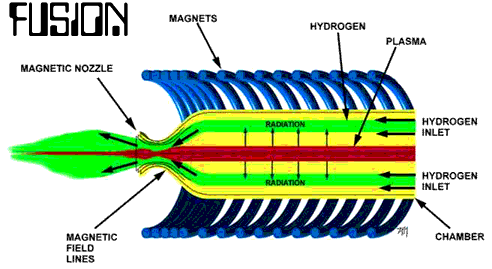 FUSION
MAGNETS
HYDROGEN
PLASMA
MAGNETIC NOZZLE
RADIATION
HYDROGEN
INLET
RADIATION
HYDROGEN
INLET
MAGNETIC
FIELD
LINES
CHAMBER